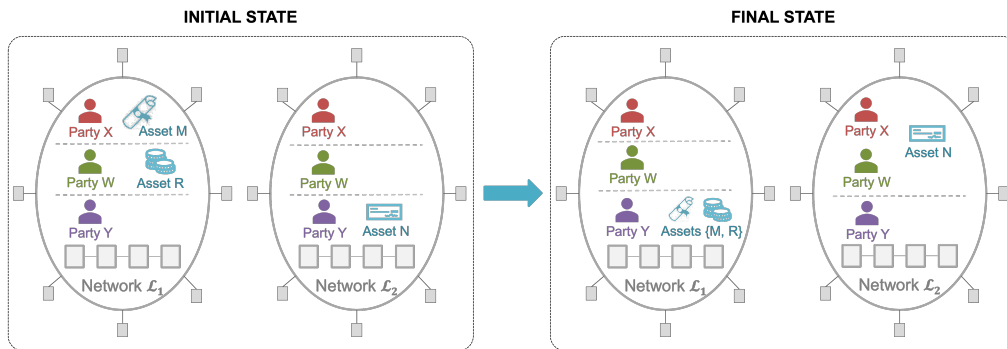 INITIAL STATE
FINAL STATE
Party X
Asset M
Party W
Asset R
Party Y
Network ℒ₁
Party X
Party W
Party Y
Asset N
Network ℒ₂
Party X
Party W
Party Y
Assets {M, R}
Network ℒ₁
Party X
Asset N
Party W
Party Y
Network ℒ₂